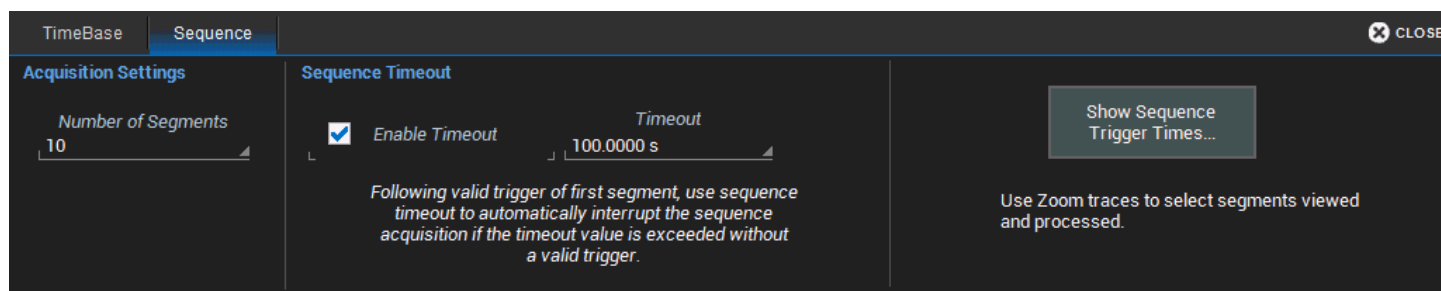 TimeBase
Sequence
CLOSE
Acquisition Settings
Number of Segments
10
Sequence Timeout
Enable Timeout
Timeout
100.0000 s
Following valid trigger of first segment, use sequence
timeout to automatically interrupt the sequence
acquisition if the timeout value is exceeded without
a valid trigger.
Show Sequence
Trigger Times...
Use Zoom traces to select segments viewed
and processed.